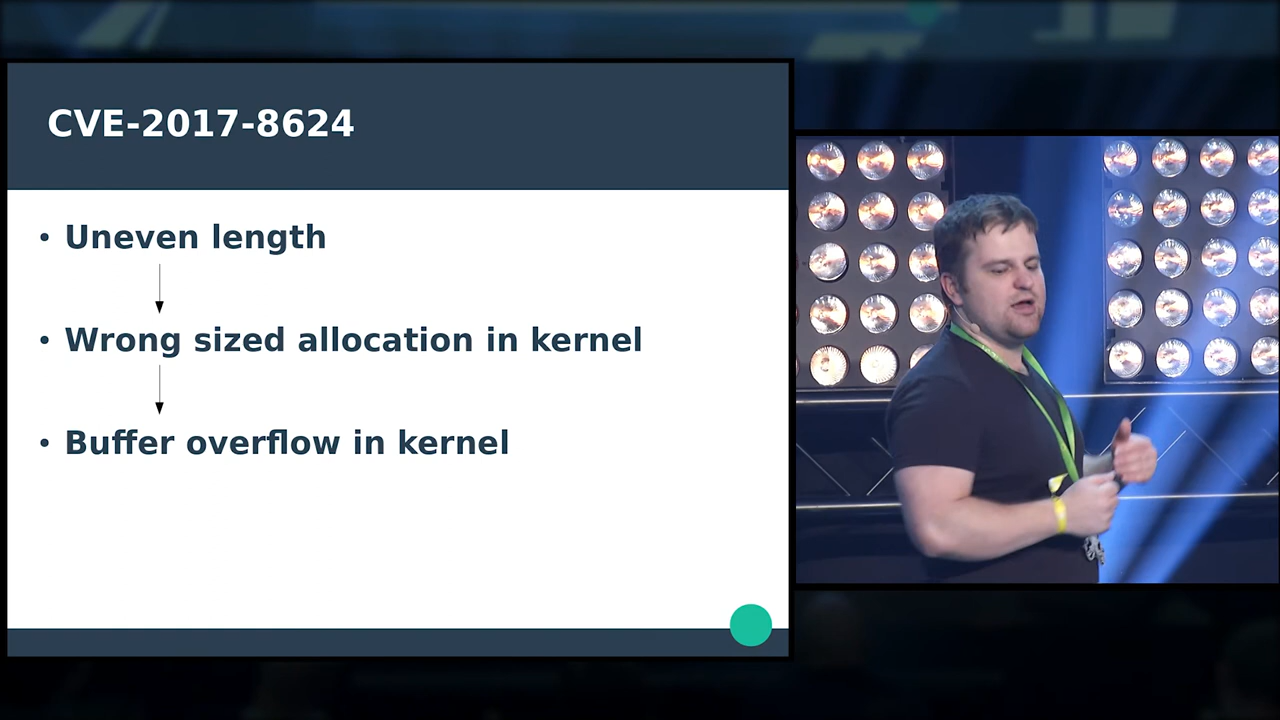 CVE-2017-8624
• Uneven length
• Wrong sized allocation in kernel
• Buffer overflow in kernel